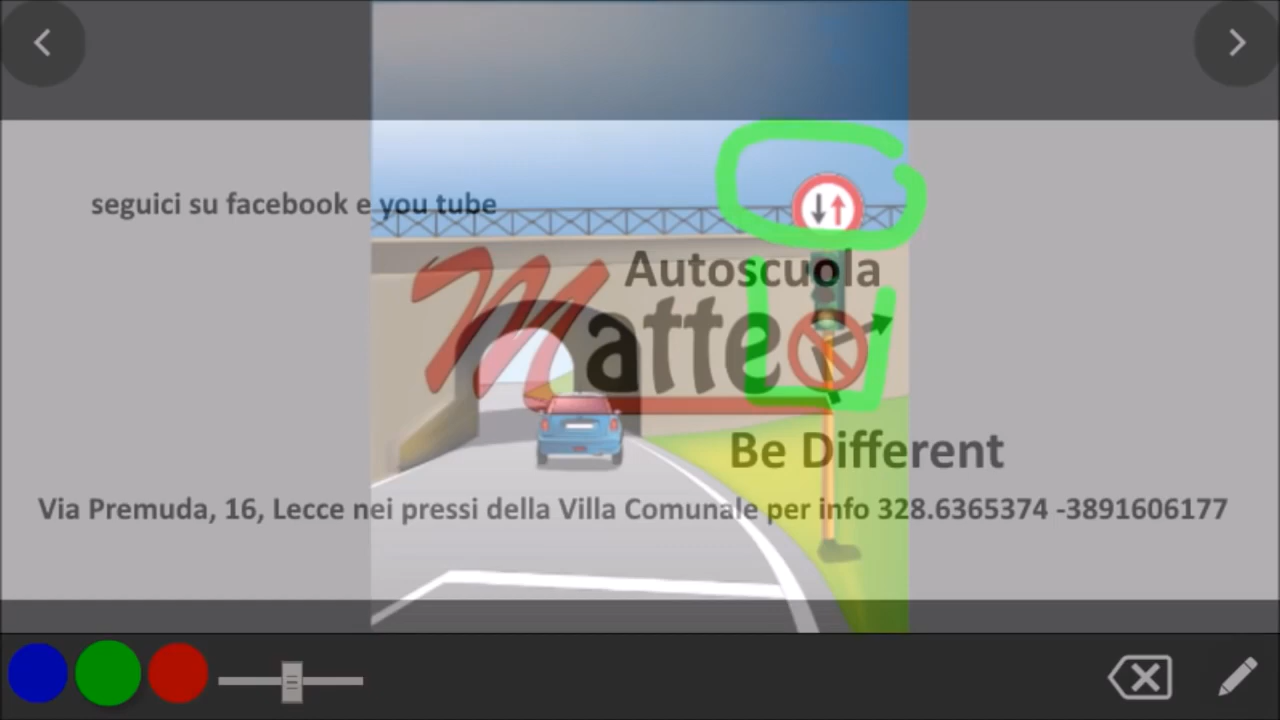 seguici su facebook e you tube
Autoscuola
Matteo
Be Different
Via Premuda, 16, Lecce nei pressi della Villa Comunale per info 328.6365374 -3891606177